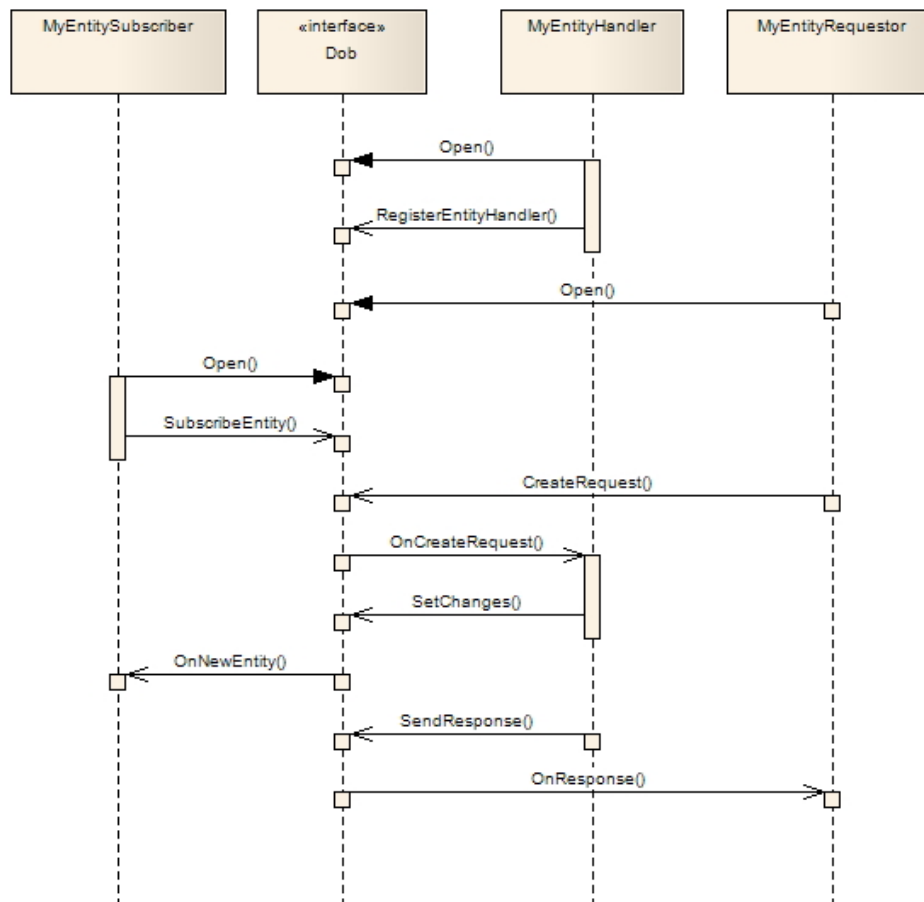 MyEntitySubscriber
«interface»
Dob
MyEntityHandler
MyEntityRequestor
Open()
RegisterEntityHandler()
Open()
Open()
SubscribeEntity()
CreateRequest()
OnCreateRequest()
SetChanges()
OnNewEntity()
SendResponse()
OnResponse()